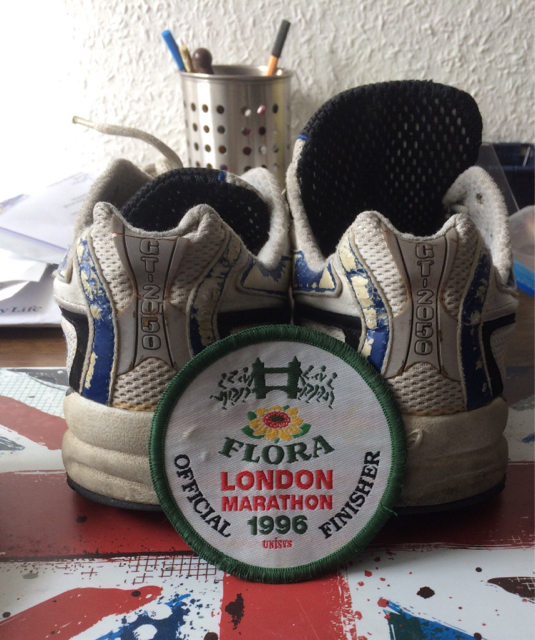 GT-2050
GT-2050
FLORA
LONDON
MARATHON
1996
UNISYS
OFFICIAL
FINISHER